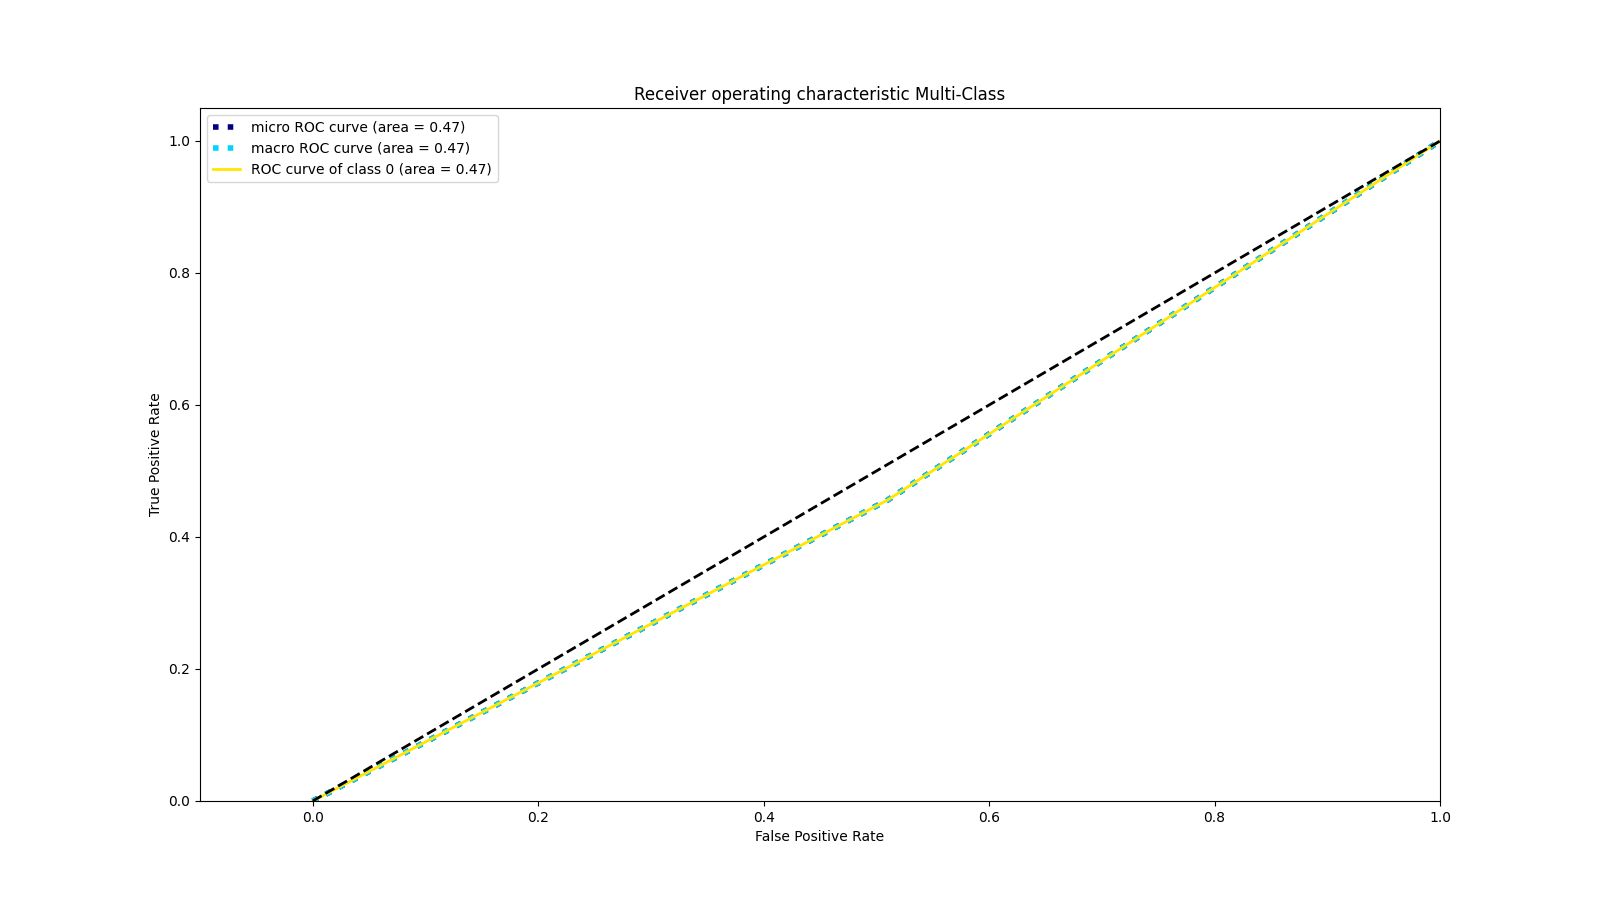 Receiver operating characteristic Multi-Class
micro ROC curve (area = 0.47)
macro ROC curve (area = 0.47)
ROC curve of class 0 (area = 0.47)
1.0
0.8
0.6
0.4
0.2
0.0
True Positive Rate
0.0 0.2 0.4 0.6 0.8 1.0
False Positive Rate